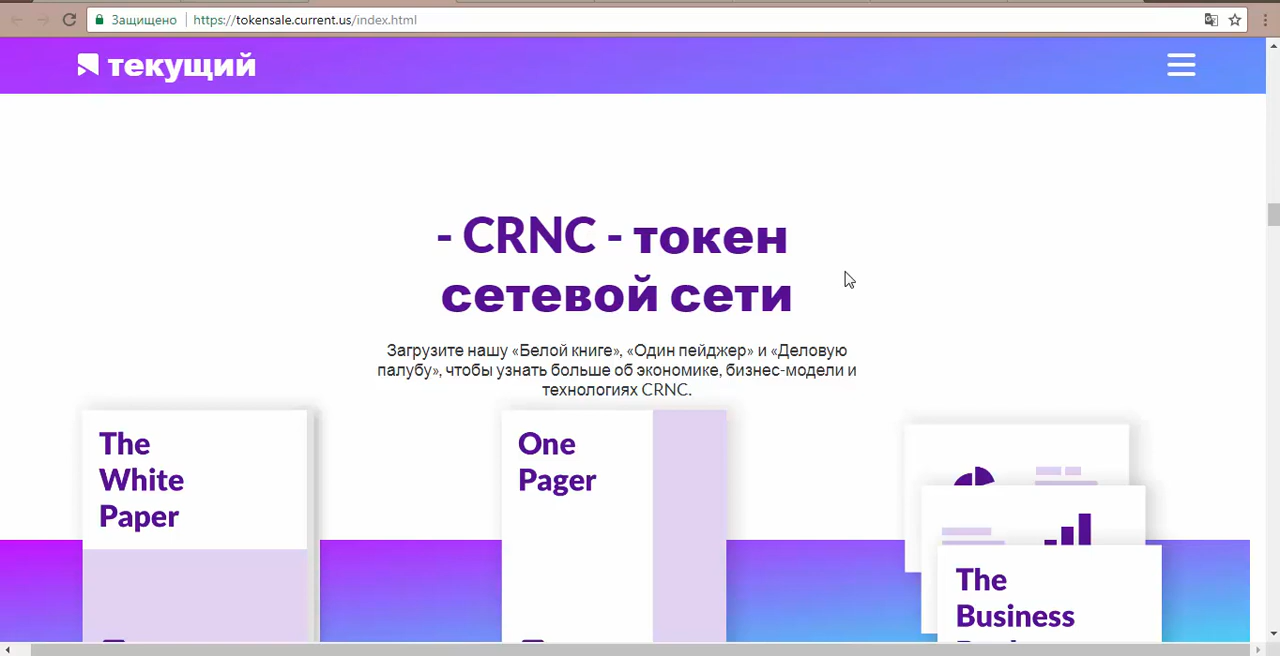 Защищено https://tokensale.current.us/index.html
текущий
- CRNC - токен
сетевой сети
Загрузите нашу «Белой книге», «Один пейджер» и «Деловую
палубу», чтобы узнать больше об экономике, бизнес-модели и
технологиях CRNC.
The
White
Paper
One
Pager
The
Business